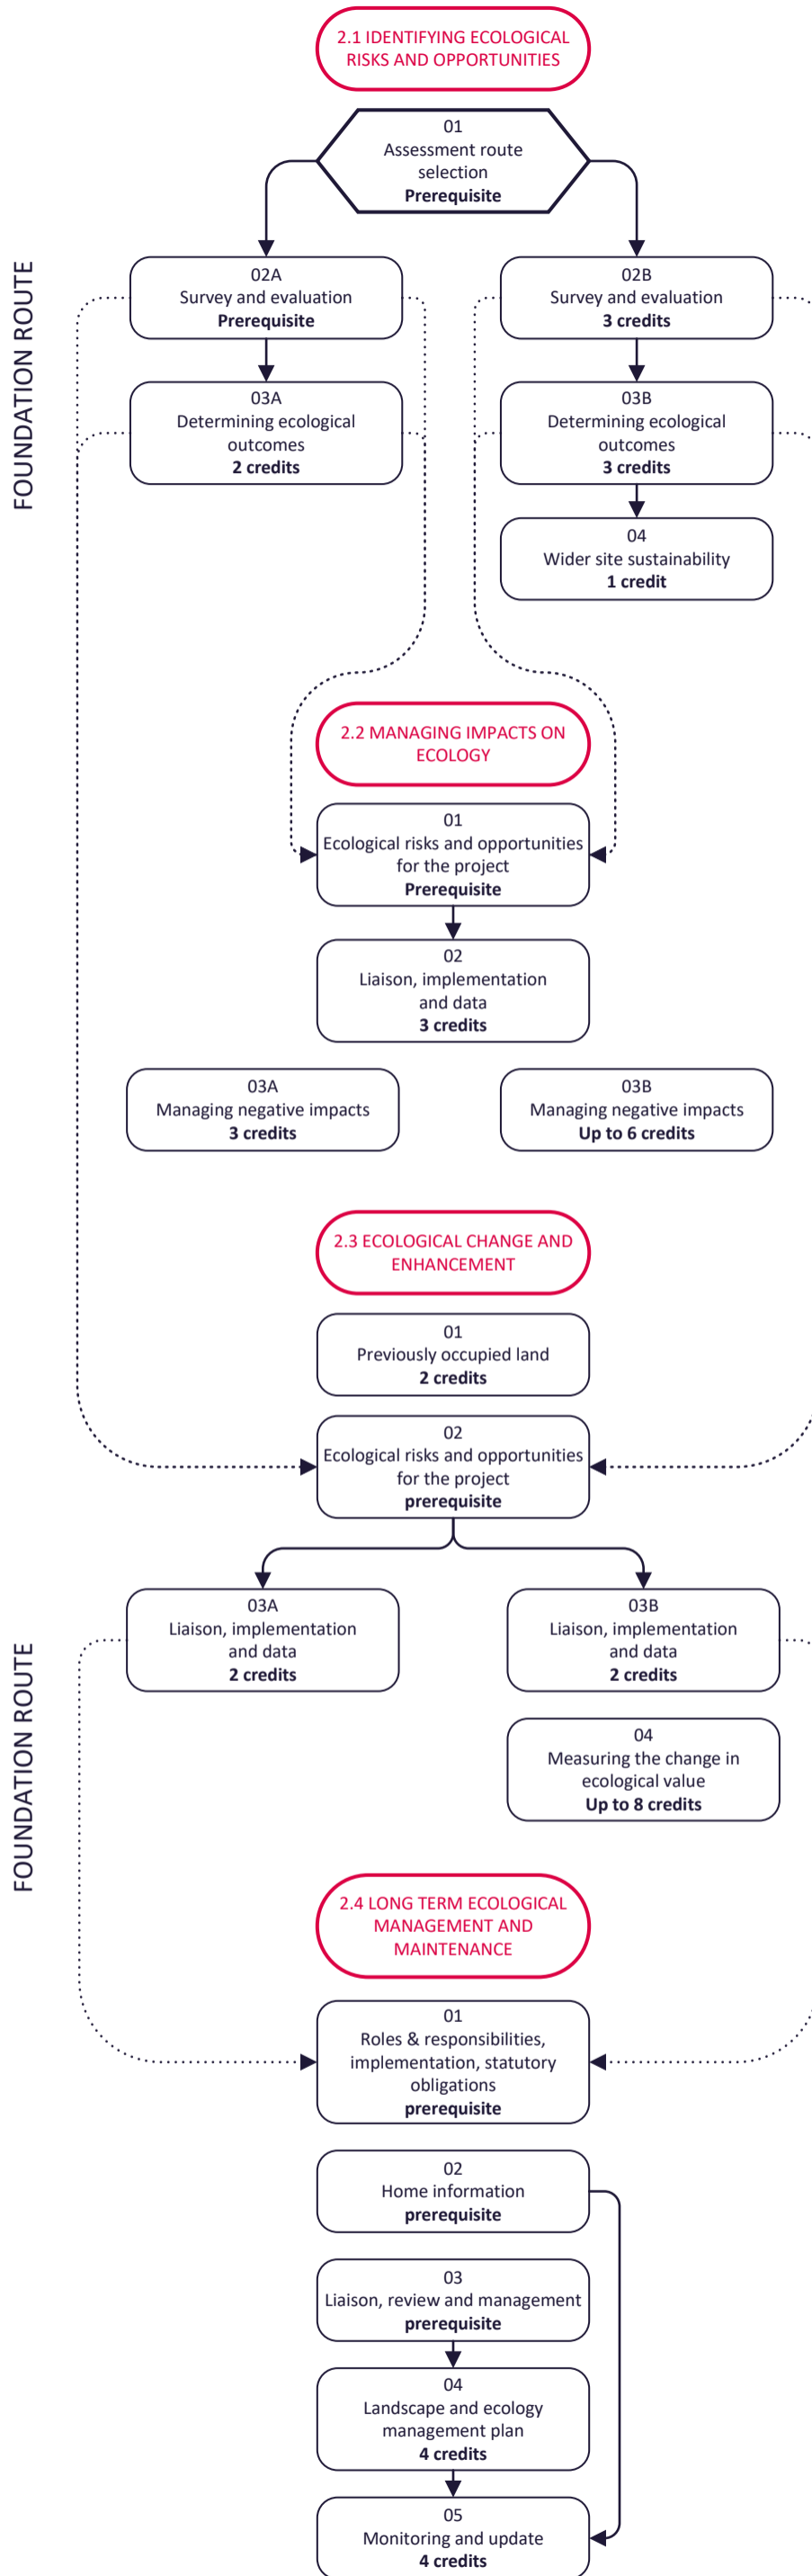 2.1 IDENTIFYING ECOLOGICAL
RISKS AND OPPORTUNITIES
01
Assessment route
selection
Prerequisite
FOUNDATION ROUTE
02A
Survey and evaluation
Prerequisite
02B
Survey and evaluation
3 credits
03A
Determining ecological
outcomes
2 credits
03B
Determining ecological
outcomes
3 credits
04
Wider site sustainability
1 credit
2.2 MANAGING IMPACTS ON
ECOLOGY
01
Ecological risks and opportunities
for the project
Prerequisite
02
Liaison, implementation
and data
3 credits
03A
Managing negative impacts
3 credits
03B
Managing negative impacts
Up to 6 credits
2.3 ECOLOGICAL CHANGE AND
ENHANCEMENT
01
Previously occupied land
2 credits
02
Ecological risks and opportunities
for the project
prerequisite
FOUNDATION ROUTE
03A
Liaison, implementation
and data
2 credits
03B
Liaison, implementation
and data
2 credits
04
Measuring the change in
ecological value
Up to 8 credits
2.4 LONG TERM ECOLOGICAL
MANAGEMENT AND
MAINTENANCE
01
Roles & responsibilities,
implementation, statutory
obligations
prerequisite
02
Home information
prerequisite
03
Liaison, review and management
prerequisite
04
Landscape and ecology
management plan
4 credits
05
Monitoring and update
4 credits